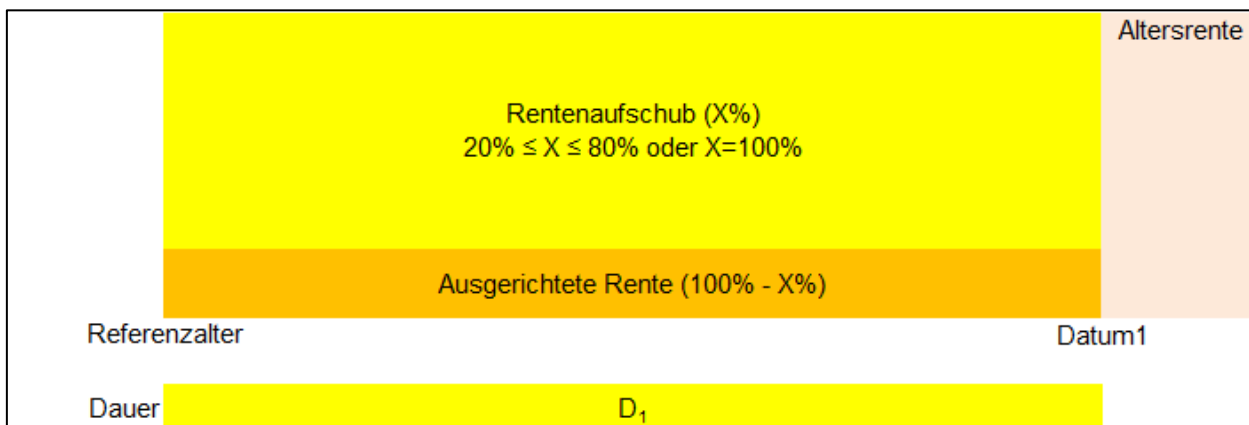 Altersrente
Rentenaufschub (X%)
20% ≤ X ≤ 80% oder X=100%
Ausgerichtete Rente (100% - X%)
Referenzalter
Datum1
Dauer
D₁